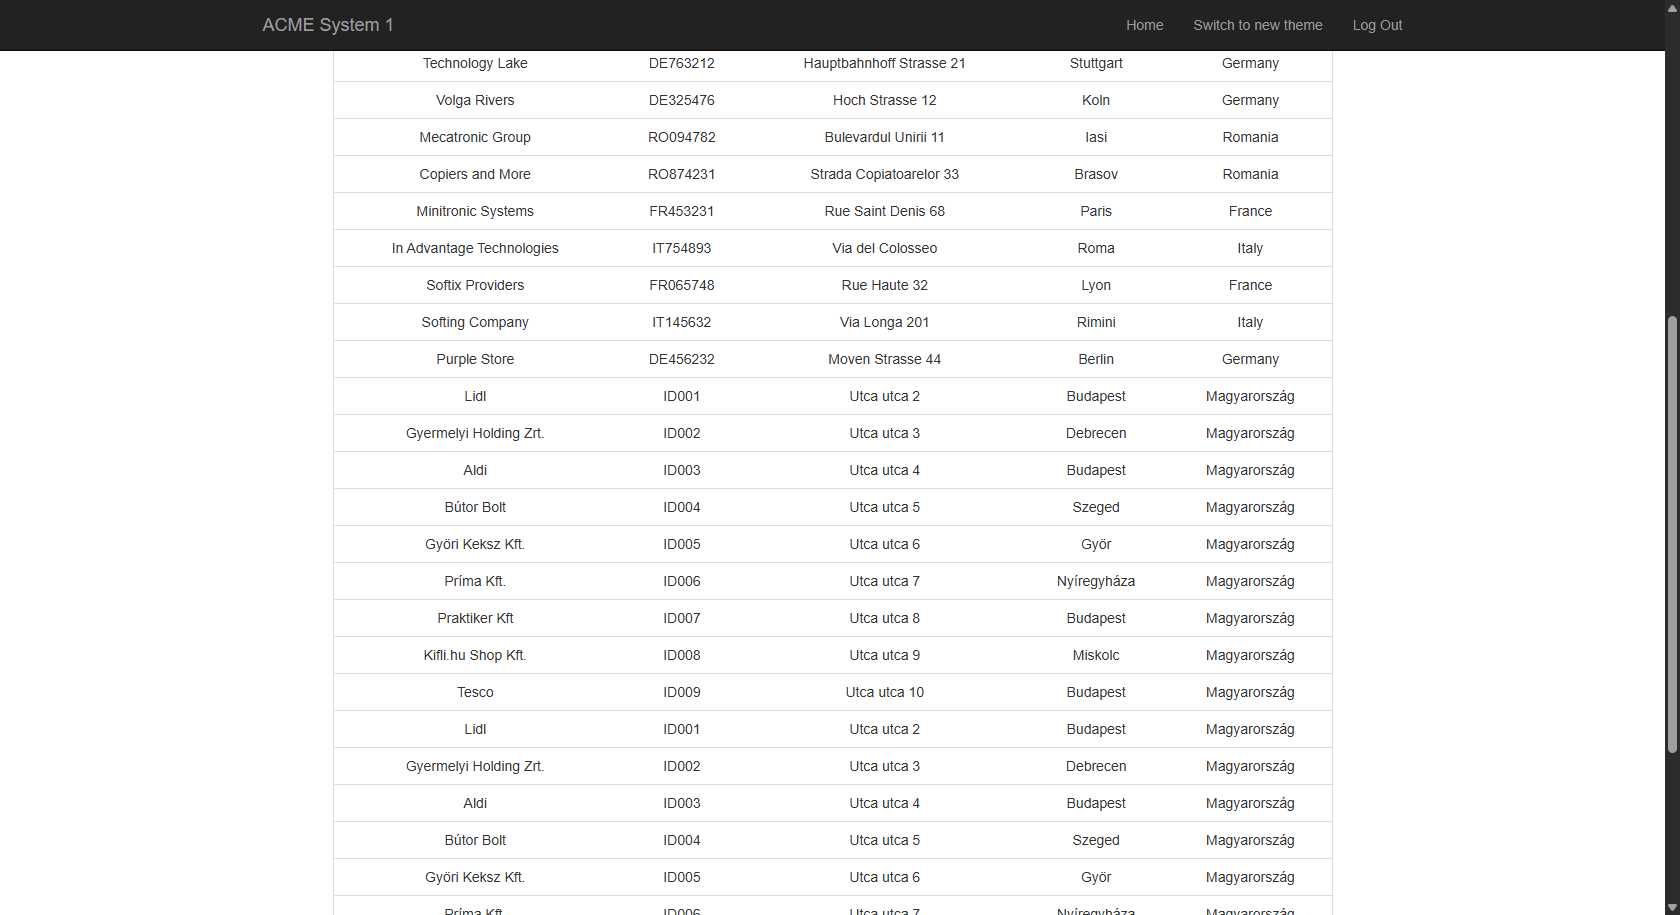 ACME System 1 Home Switch to new theme Log Out
Technology Lake DE763212 Hauptbahnhoff Strasse 21 Stuttgart Germany
Volga Rivers DE325476 Hoch Strasse 12 Koln Germany
Mecatronic Group RO094782 Bulevardul Unirii 11 Iasi Romania
Copiers and More RO874231 Strada Copiatoarelor 33 Brasov Romania
Minitronic Systems FR453231 Rue Saint Denis 68 Paris France
In Advantage Technologies IT754893 Via del Colosseo Roma Italy
Softix Providers FR065748 Rue Haute 32 Lyon France
Softing Company IT145632 Via Longa 201 Rimini Italy
Purple Store DE456232 Moven Strasse 44 Berlin Germany
Lidl ID001 Utca utca 2 Budapest Magyarország
Gyermelyi Holding Zrt. ID002 Utca utca 3 Debrecen Magyarország
Aldi ID003 Utca utca 4 Budapest Magyarország
Bútor Bolt ID004 Utca utca 5 Szeged Magyarország
Győri Keksz Kft. ID005 Utca utca 6 Győr Magyarország
Príma Kft. ID006 Utca utca 7 Nyíregyháza Magyarország
Praktiker Kft ID007 Utca utca 8 Budapest Magyarország
Kifli.hu Shop Kft. ID008 Utca utca 9 Miskolc Magyarország
Tesco ID009 Utca utca 10 Budapest Magyarország
Lidl ID001 Utca utca 2 Budapest Magyarország
Gyermelyi Holding Zrt. ID002 Utca utca 3 Debrecen Magyarország
Aldi ID003 Utca utca 4 Budapest Magyarország
Bútor Bolt ID004 Utca utca 5 Szeged Magyarország
Győri Keksz Kft. ID005 Utca utca 6 Győr Magyarország
Príma Kft. ID006 Utca utca 7 Nyíregyháza Magyarország